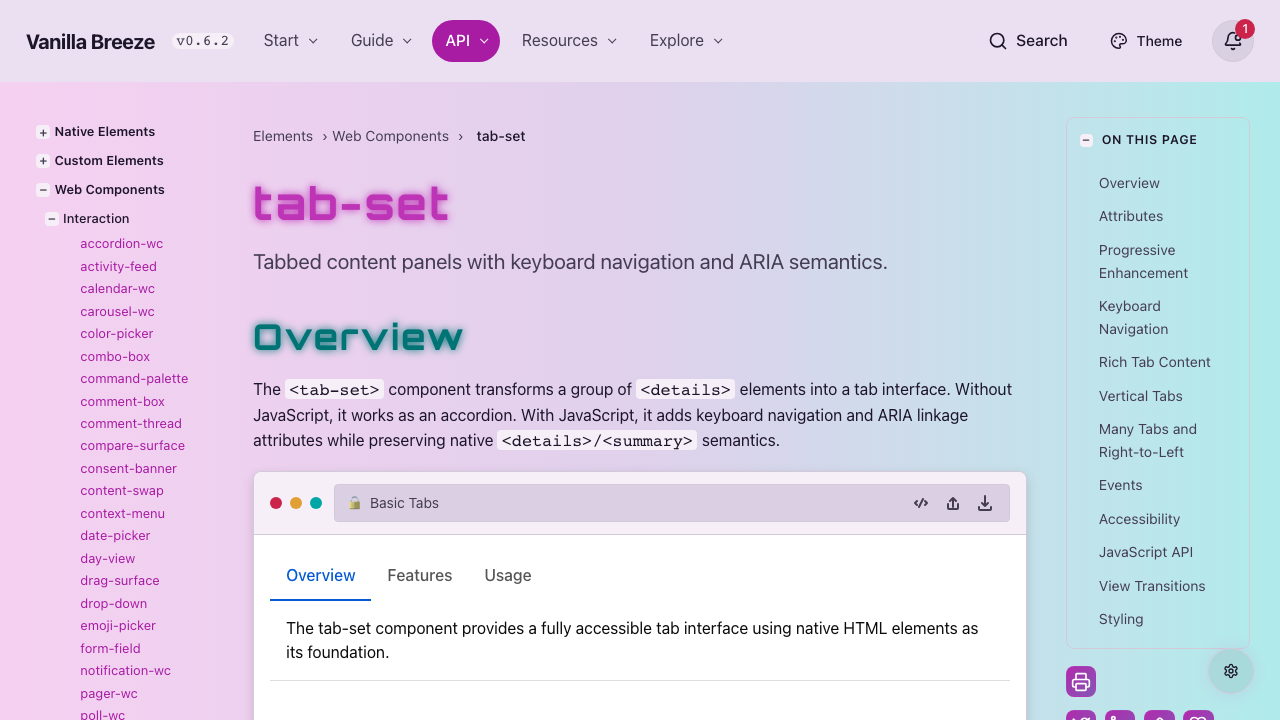 Vanilla Breeze v0.6.2 Start Guide API Resources Explore Search Theme 1
+ Native Elements
+ Custom Elements
− Web Components
− Interaction
accordion-wc
activity-feed
calendar-wc
carousel-wc
color-picker
combo-box
command-palette
comment-box
comment-thread
compare-surface
consent-banner
content-swap
context-menu
date-picker
day-view
drag-surface
drop-down
emoji-picker
form-field
notification-wc
pager-wc
poll-wc
Elements › Web Components › tab-set
tab-set
Tabbed content panels with keyboard navigation and ARIA semantics.
Overview
The <tab-set> component transforms a group of <details> elements into a tab interface. Without
JavaScript, it works as an accordion. With JavaScript, it adds keyboard navigation and ARIA linkage
attributes while preserving native <details>/<summary> semantics.
Basic Tabs
Overview Features Usage
The tab-set component provides a fully accessible tab interface using native HTML elements as
its foundation.
− ON THIS PAGE
Overview
Attributes
Progressive
Enhancement
Keyboard
Navigation
Rich Tab Content
Vertical Tabs
Many Tabs and
Right-to-Left
Events
Accessibility
JavaScript API
View Transitions
Styling